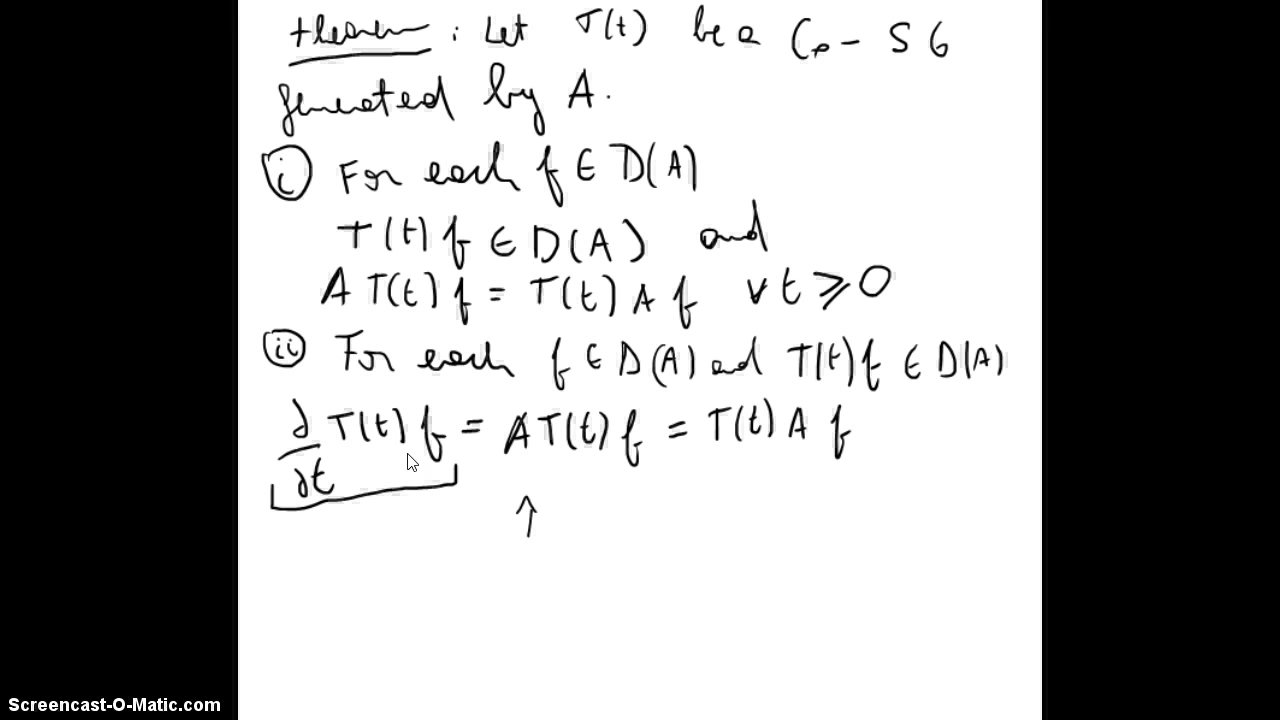 theorem : Let T(t) be a C₀ - SG
generated by A.
(i) For each f ∈ D(A)
T(t) f ∈ D(A) and
A T(t) f = T(t) A f ∀ t ≥ 0
(ii) For each f ∈ D(A) and T(t) f ∈ D(A)
∂/∂t T(t) f = A T(t) f = T(t) A f
↑
Screencast-O-Matic.com